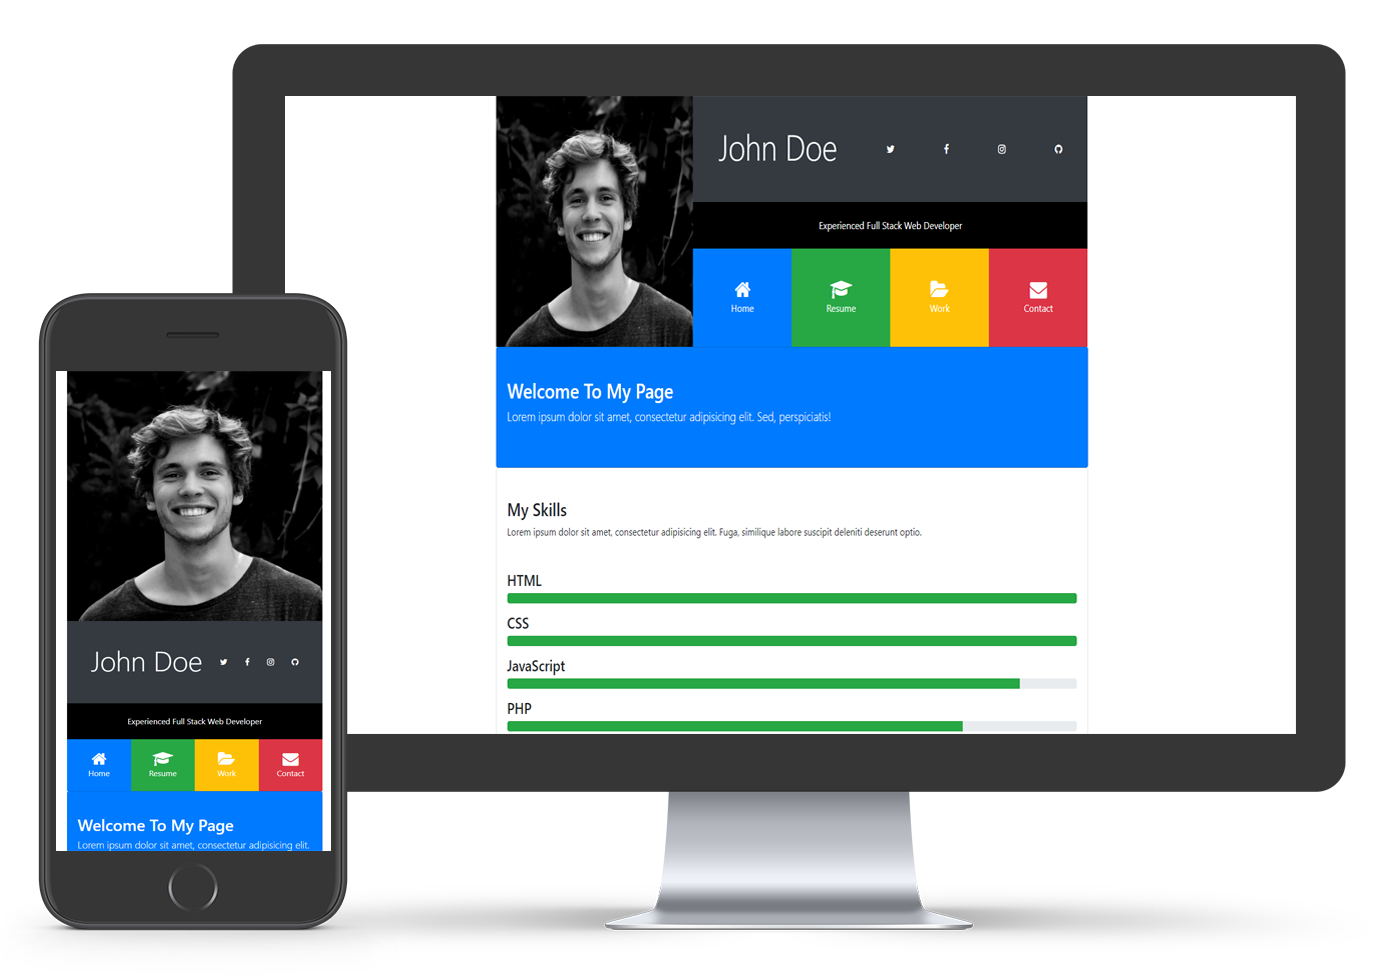 John Doe
Experienced Full Stack Web Developer
Home
Resume
Work
Contact
Welcome To My Page
Lorem ipsum dolor sit amet, consectetur adipisicing elit. Sed, perspiciatis!
My Skills
Lorem ipsum dolor sit amet, consectetur adipisicing elit. Fuga, similique labore suscipit deleniti deserunt optio.
HTML
CSS
JavaScript
PHP
John Doe
Experienced Full Stack Web Developer
Home
Resume
Work
Contact
Welcome To My Page
Lorem ipsum dolor sit amet, consectetur adipisicing elit.